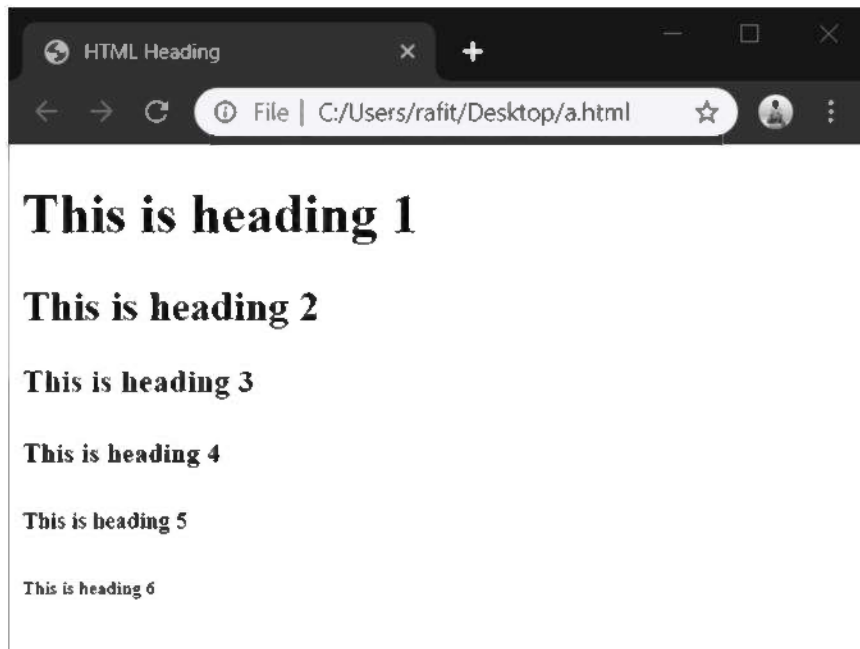 HTML Heading
File | C:/Users/rafit/Desktop/a.html
This is heading 1
This is heading 2
This is heading 3
This is heading 4
This is heading 5
This is heading 6